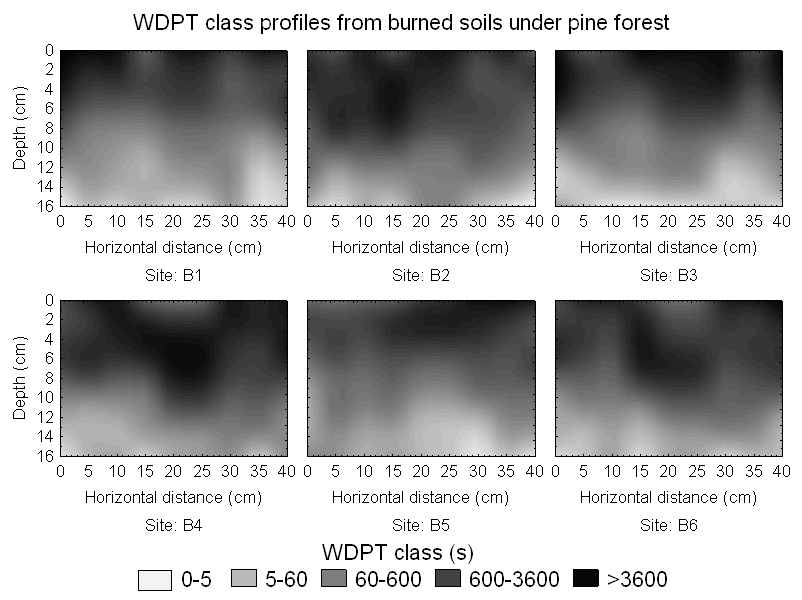 WDPT class profiles from burned soils under pine forest
Depth (cm)
0
2
4
6
8
10
12
14
16
0 5 10 15 20 25 30 35 40
0 5 10 15 20 25 30 35 40
0 5 10 15 20 25 30 35 40
Horizontal distance (cm)
Horizontal distance (cm)
Horizontal distance (cm)
Site: B1
Site: B2
Site: B3
Depth (cm)
0
2
4
6
8
10
12
14
16
0 5 10 15 20 25 30 35 40
0 5 10 15 20 25 30 35 40
0 5 10 15 20 25 30 35 40
Horizontal distance (cm)
Horizontal distance (cm)
Horizontal distance (cm)
Site: B4
Site: B5
Site: B6
WDPT class (s)
0-5 5-60 60-600 600-3600 >3600